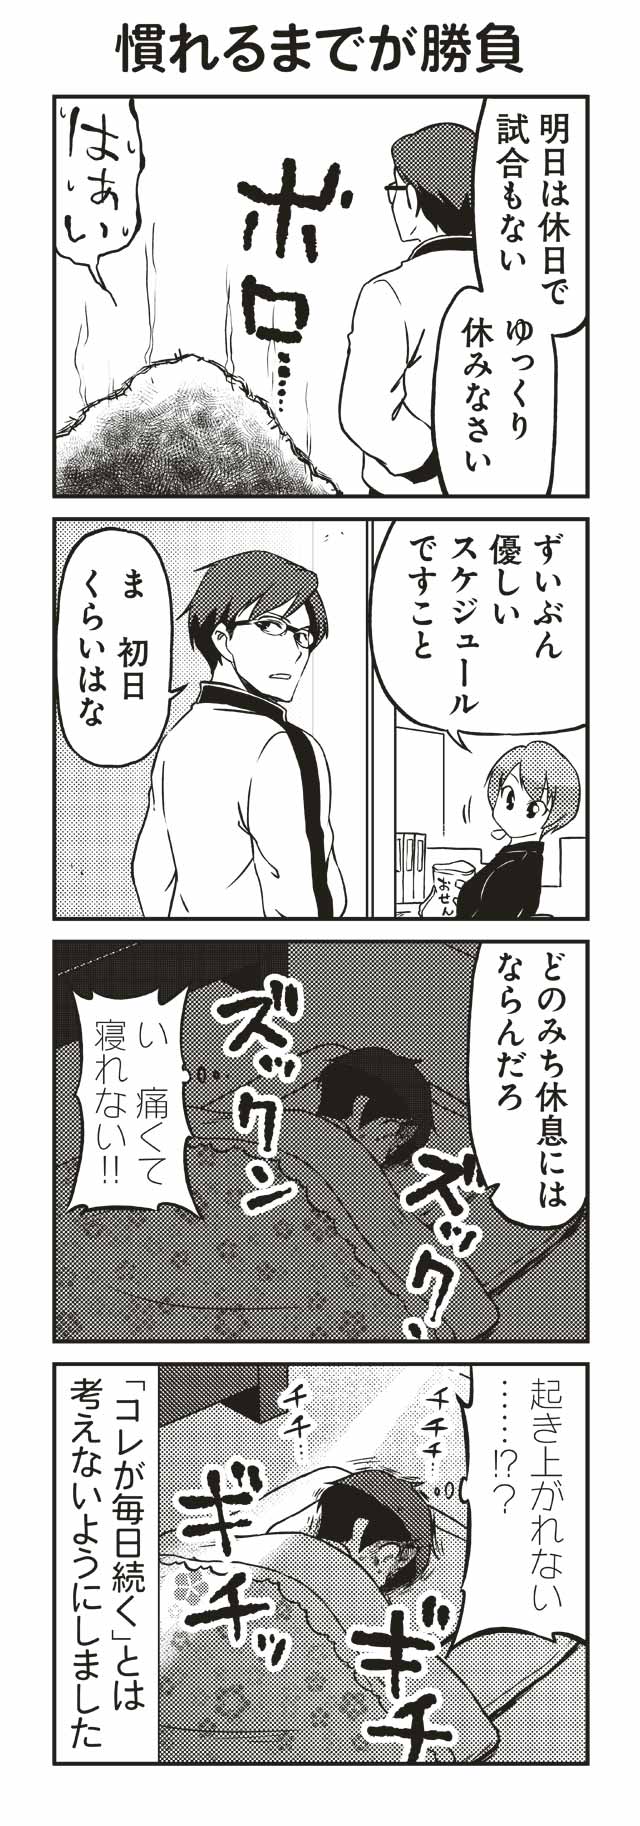 慣れるまでが勝負
明日は休日で
試合もない
ゆっくり
休みなさい
ボロ…
はぁい
ずいぶん
優しい
スケジュール
ですこと
おせん
ま 初日
くらいはな
どのみち休息には
ならんだろ
ズックン
ズックン
い 痛くて
寝れない!!
起き上がれない
……!?？
チチチ…
チチ…
ギチ
ギチッ
「コレが毎日続く」とは
考えないようにしました